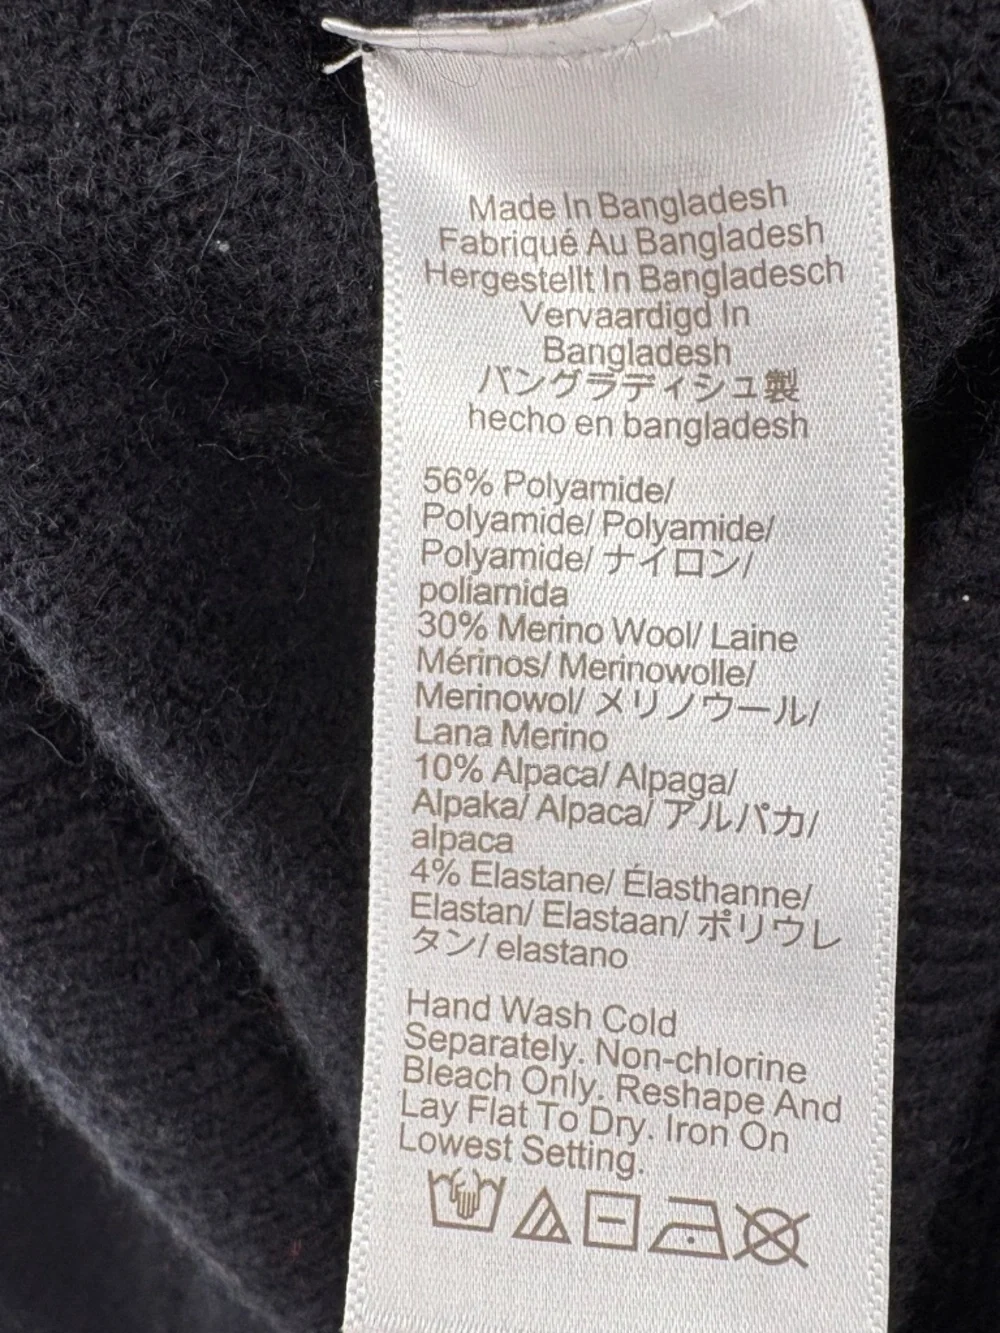 Made In Bangladesh
Fabriqué Au Bangladesh
Hergestellt In Bangladesch
Vervaardigd In
Bangladesh
バングラディシュ製
hecho en bangladesh
56% Polyamide/
Polyamide/ Polyamide/
Polyamide/ ナイロン/
poliamida
30% Merino Wool/ Laine
Mérinos/ Merinowolle/
Merinowol/ メリノウール/
Lana Merino
10% Alpaca/ Alpaga/
Alpaka/ Alpaca/ アルパカ/
alpaca
4% Elastane/ Élasthanne/
Elastan/ Elastaan/ ポリウレ
タン/ elastano
Hand Wash Cold
Separately. Non-chlorine
Bleach Only. Reshape And
Lay Flat To Dry. Iron On
Lowest Setting.